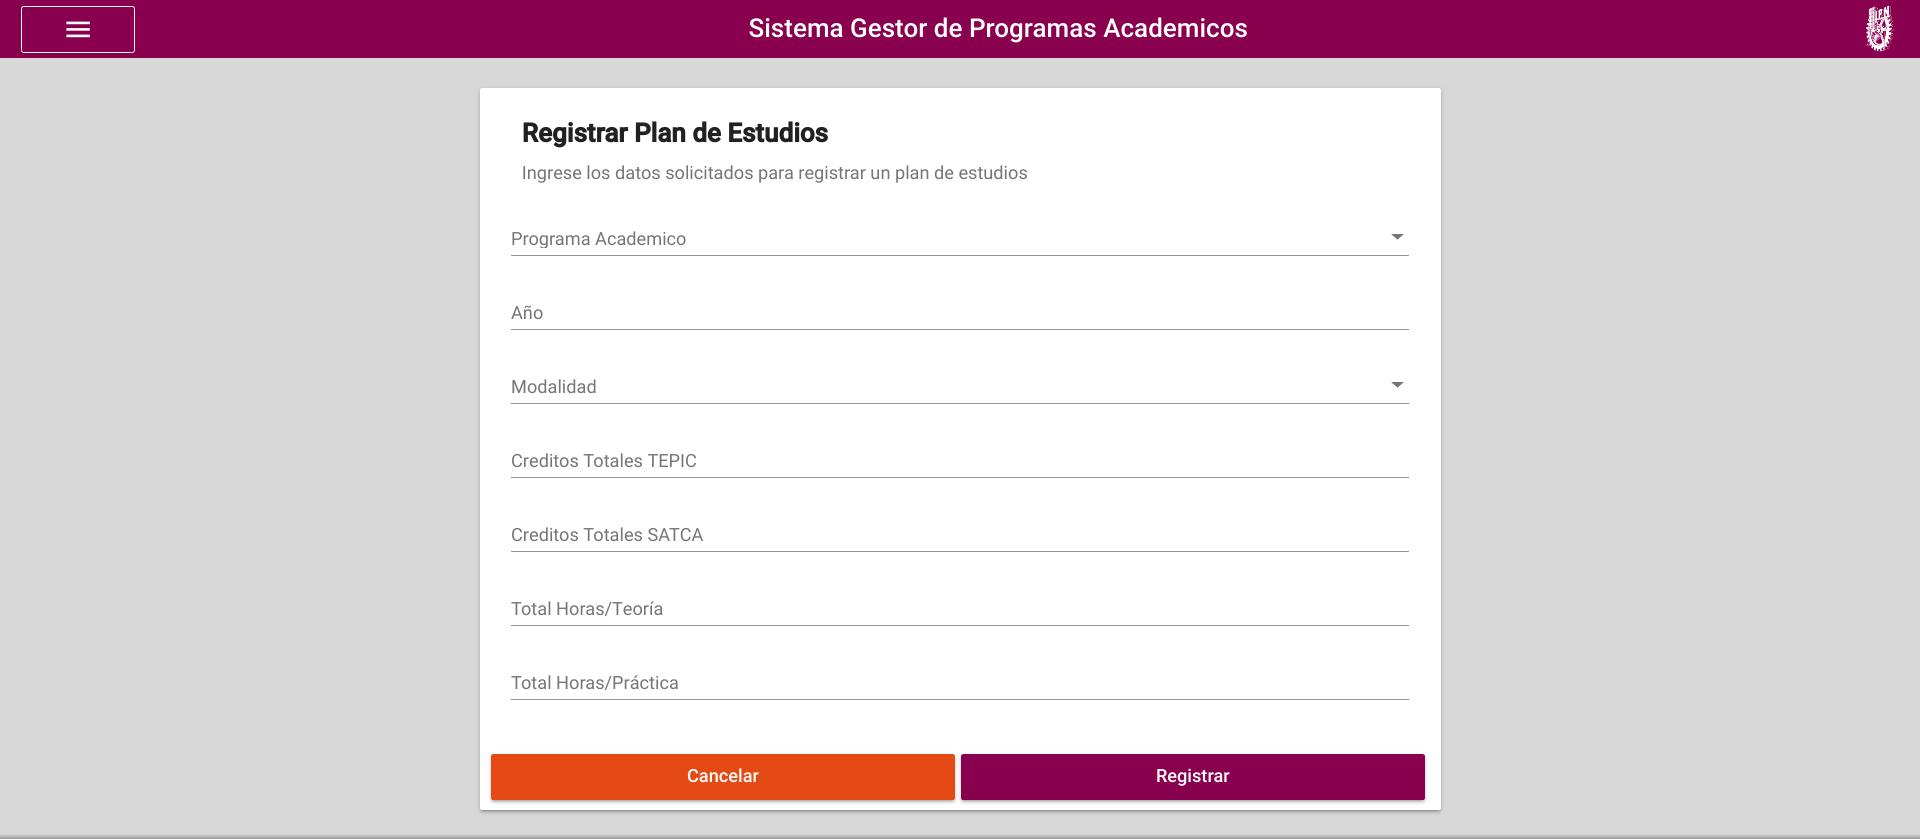 Sistema Gestor de Programas Academicos
Registrar Plan de Estudios
Ingrese los datos solicitados para registrar un plan de estudios
Programa Academico
Año
Modalidad
Creditos Totales TEPIC
Creditos Totales SATCA
Total Horas/Teoría
Total Horas/Práctica
Cancelar
Registrar